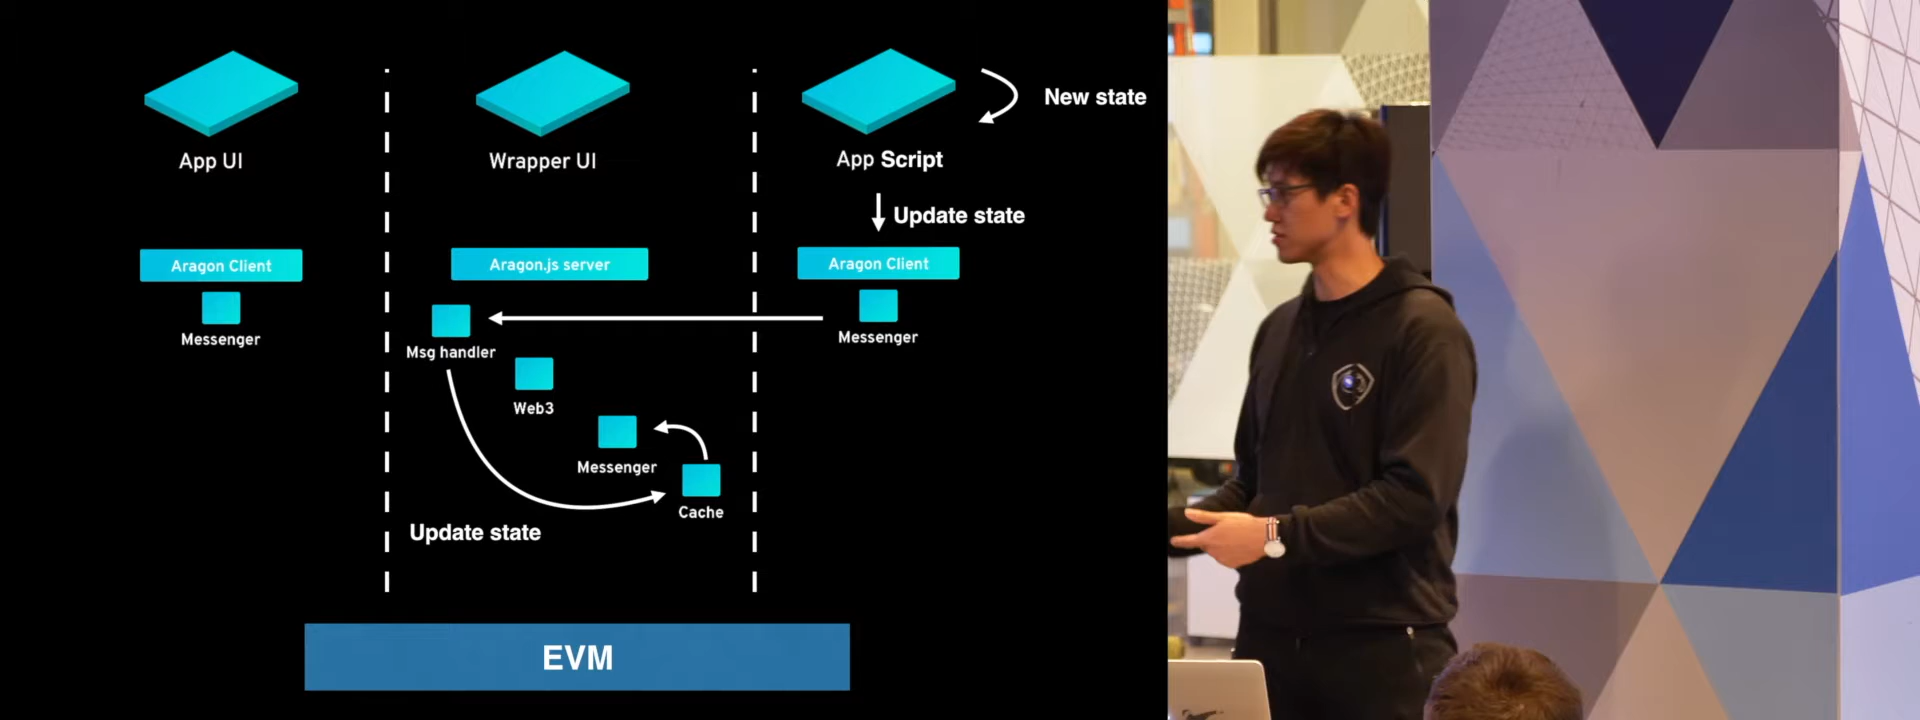 App UI
Wrapper UI
App Script
New state
Update state
Aragon Client
Aragon.js server
Aragon Client
Messenger
Msg handler
Messenger
Web3
Messenger
Cache
Update state
EVM